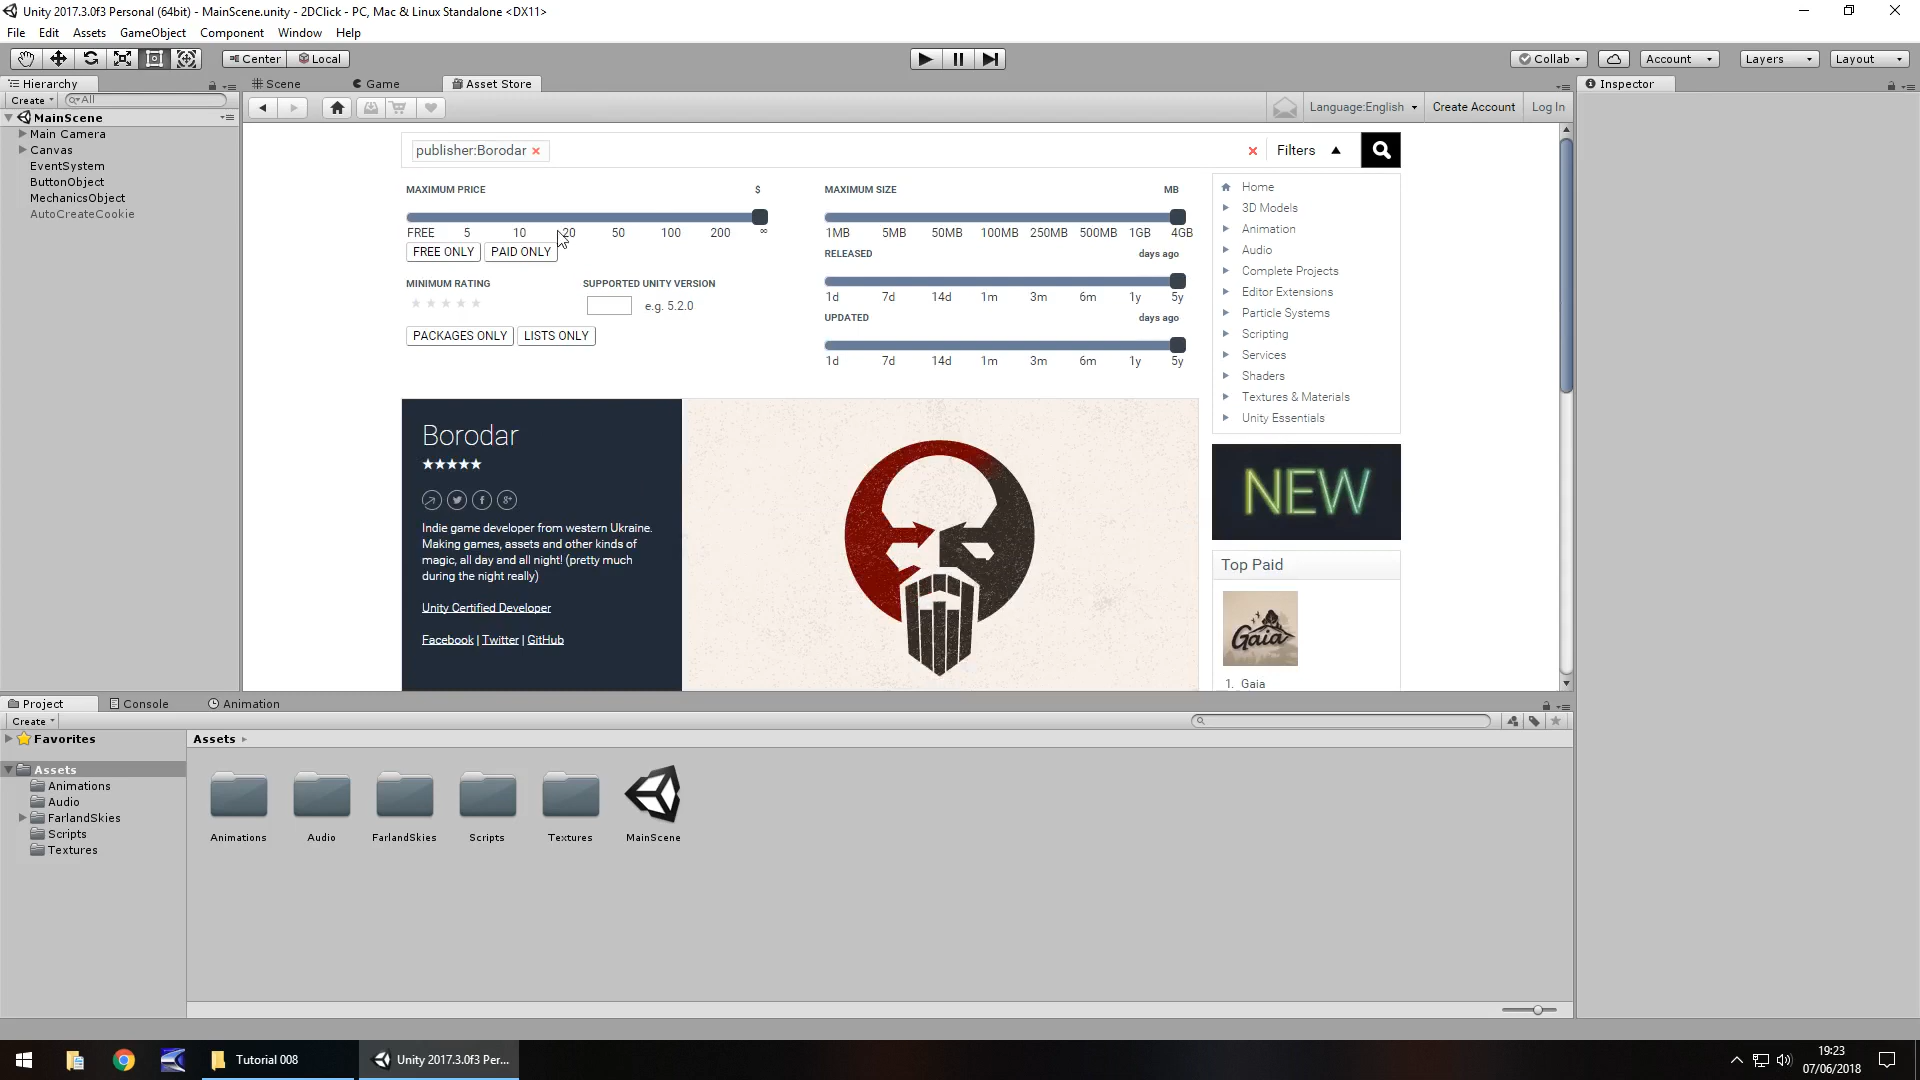 Unity 2017.3.0f3 Personal (64bit) - MainScene.unity - 2DClick - PC, Mac & Linux Standalone <DX11>
File Edit Assets GameObject Component Window Help
Center Local
Collab Account Layers Layout
Hierarchy
Scene Game Asset Store
Inspector
Create All
Language:English Create Account Log In
MainScene
Main Camera
Canvas
EventSystem
ButtonObject
MechanicsObject
AutoCreateCookie
publisher:Borodar
Filters
MAXIMUM PRICE $
FREE 5 10 20 50 100 200 ∞
FREE ONLY PAID ONLY
MINIMUM RATING
SUPPORTED UNITY VERSION
e.g. 5.2.0
PACKAGES ONLY LISTS ONLY
MAXIMUM SIZE MB
1MB 5MB 50MB 100MB 250MB 500MB 1GB 4GB
RELEASED days ago
1d 7d 14d 1m 3m 6m 1y 5y
UPDATED days ago
1d 7d 14d 1m 3m 6m 1y 5y
Home
3D Models
Animation
Audio
Complete Projects
Editor Extensions
Particle Systems
Scripting
Services
Shaders
Textures & Materials
Unity Essentials
NEW
Top Paid
Gaia
1. Gaia
Borodar
Indie game developer from western Ukraine.
Making games, assets and other kinds of
magic, all day and all night! (pretty much
during the night really)
Unity Certified Developer
Facebook | Twitter | GitHub
Project Console Animation
Create
Favorites
Assets
Animations
Audio
FarlandSkies
Scripts
Textures
Assets
Animations Audio FarlandSkies Scripts Textures MainScene
Tutorial 008
Unity 2017.3.0f3 Per...
19:23
07/06/2018